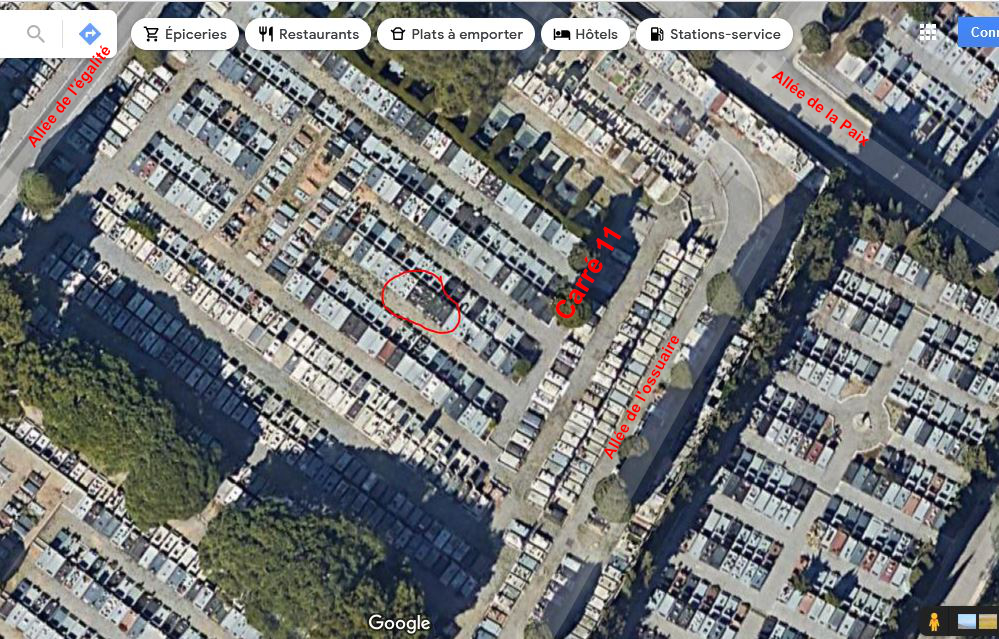 Épiceries
Restaurants
Plats à emporter
Hôtels
Stations-service
Allée de l'égalité
Allée de la Paix
Carré 11
Allée de l'ossuaire
Google